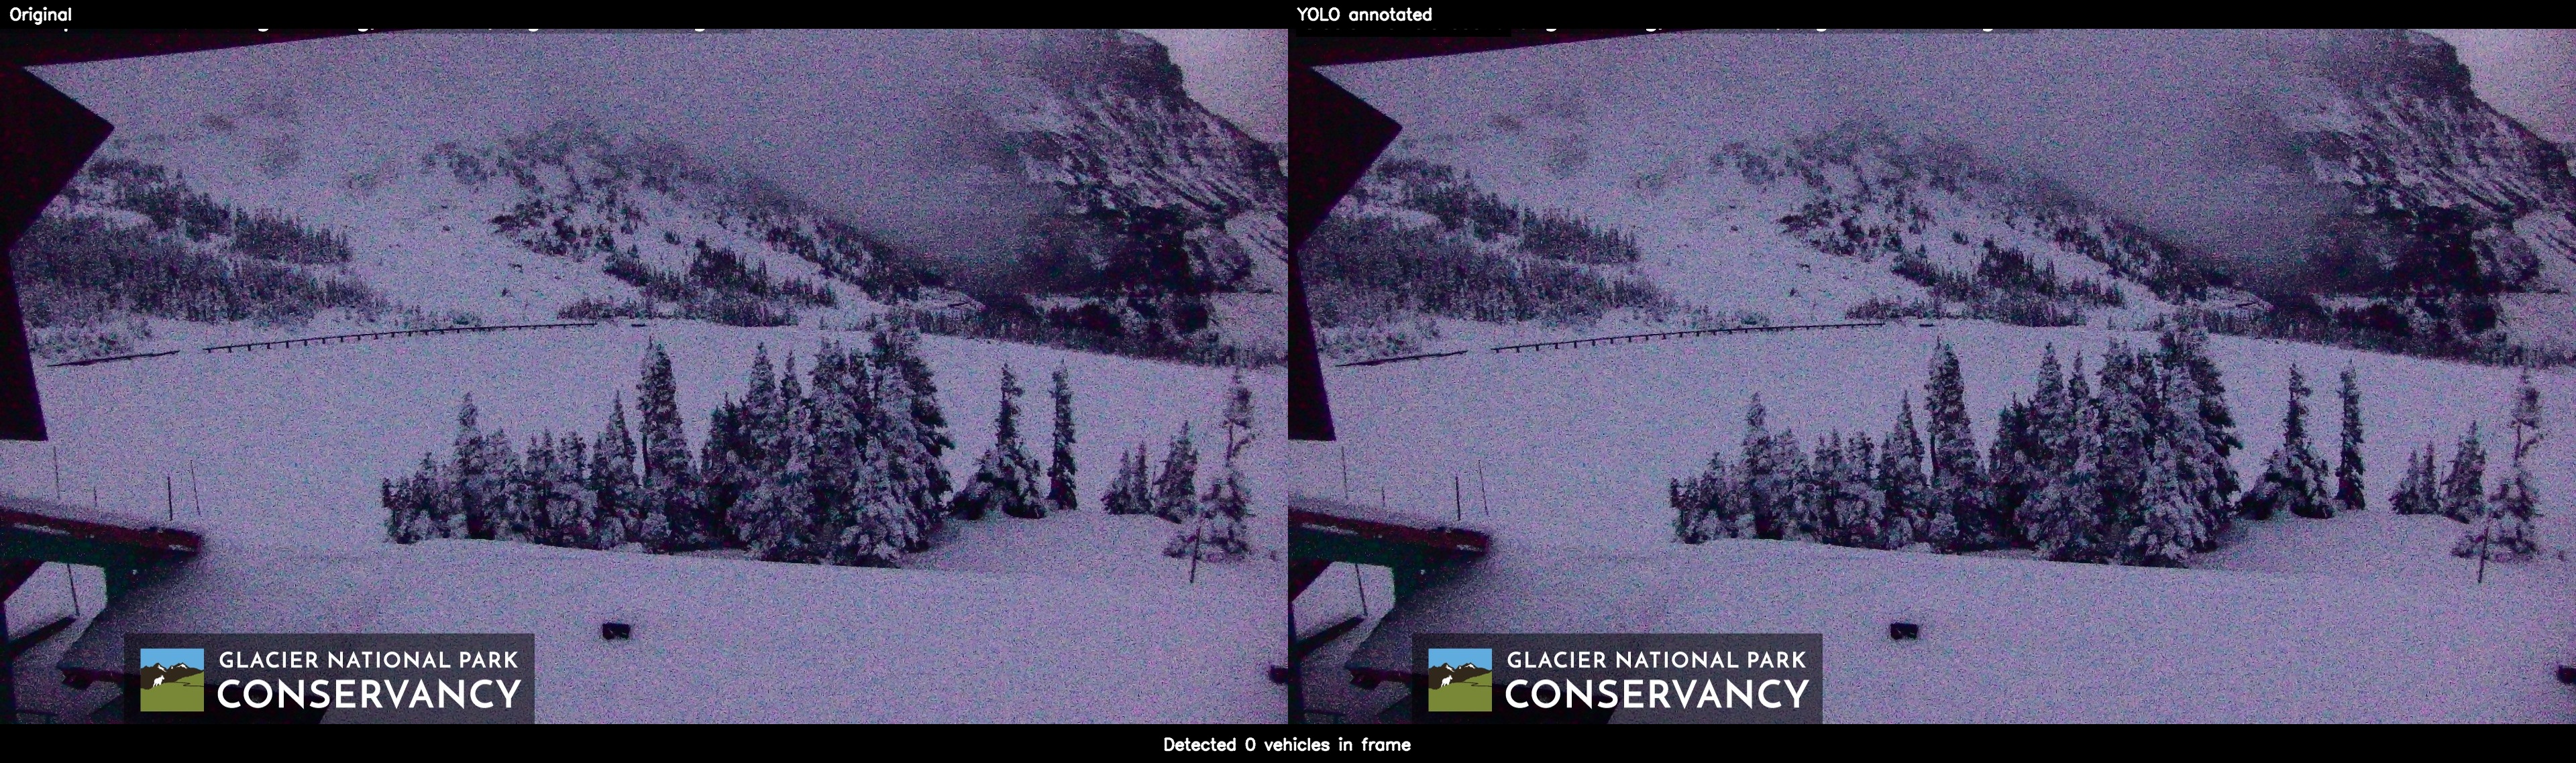 Original
YOLO annotated
GLACIER NATIONAL PARK
CONSERVANCY
GLACIER NATIONAL PARK
CONSERVANCY
Detected 0 vehicles in frame